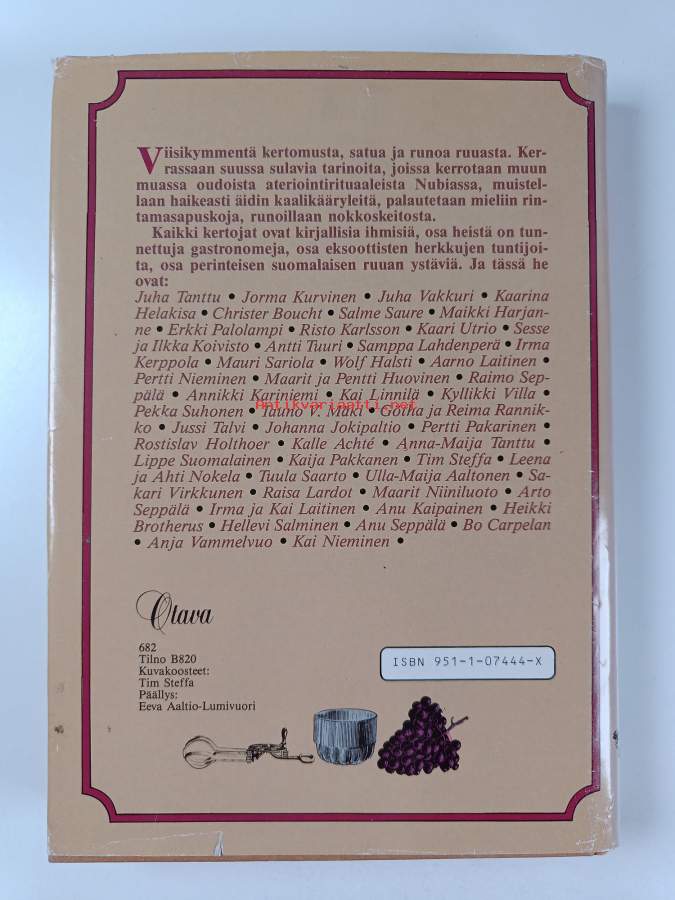 Viisikymmentä kertomusta, satua ja runoa ruuasta. Ker-
rassaan suussa sulavia tarinoita, joissa kerrotaan muun
muassa oudoista ateriointirituaaleista Nubiassa, muistel-
laan haikeasti äidin kaalikääryleitä, palautetaan mieliin rin-
tamasapuskoja, runoillaan nokkoskeitosta.
Kaikki kertojat ovat kirjallisia ihmisiä, osa heistä on tun-
nettuja gastronomeja, osa eksoottisten herkkujen tuntijoi-
ta, osa perinteisen suomalaisen ruuan ystäviä. Ja tässä he
ovat:
Juha Tanttu • Jorma Kurvinen • Juha Vakkuri • Kaarina
Helakisa • Christer Boucht • Salme Saure • Maikki Harjan-
ne • Erkki Palolampi • Risto Karlsson • Kaari Utrio • Sesse
ja Ilkka Koivisto • Antti Tuuri • Samppa Lahdenperä • Irma
Kerppola • Mauri Sariola • Wolf Halsti • Aarno Laitinen •
Pertti Nieminen • Maarit ja Pentti Huovinen • Raimo Sep-
pälä • Annikki Kariniemi • Kai Linnilä • Kyllikki Villa •
Pekka Suhonen • Tauno V. Mäki • Gotha ja Reima Rannik-
ko • Jussi Talvi • Johanna Jokipaltio • Pertti Pakarinen •
Rostislav Holthoer • Kalle Achté • Anna-Maija Tanttu •
Lippe Suomalainen • Kaija Pakkanen • Tim Steffa • Leena
ja Ahti Nokela • Tuula Saarto • Ulla-Maija Aaltonen • Sa-
kari Virkkunen • Raisa Lardot • Maarit Niiniluoto • Arto
Seppälä • Irma ja Kai Laitinen • Anu Kaipainen • Heikki
Brotherus • Hellevi Salminen • Anu Seppälä • Bo Carpelan
• Anja Vammelvuo • Kai Nieminen •
Antikvariaatti.net
Otava
682
Tilno B820
Kuvakoosteet:
Tim Steffa
Päällys:
Eeva Aaltio-Lumivuori
ISBN 951-1-07444-X